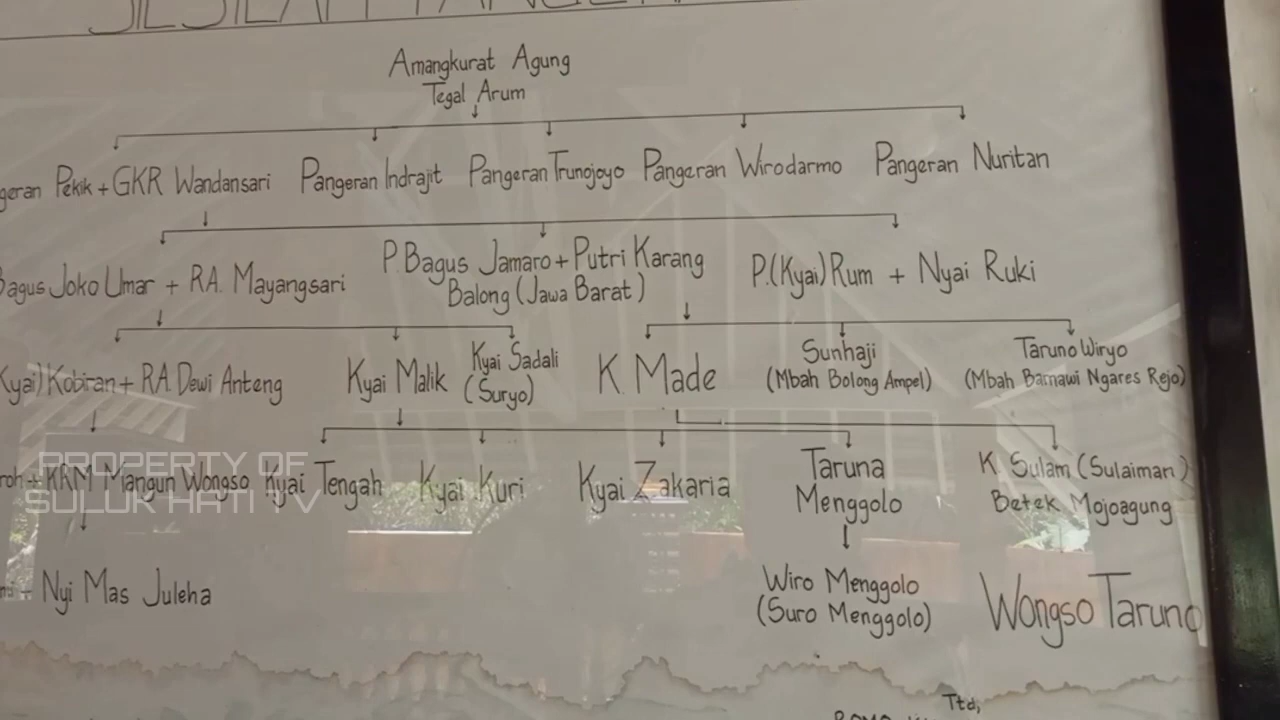 Amangkurat Agung
Tegal Arum
Pekik + GKR Wandansari Pangeran Indrajit Pangeran Trunojoyo Pangeran Wirodarmo Pangeran Nuritan
Bagus Joko Umar + RA. Mayangsari P. Bagus Jamaro + Putri Karang P.(Kyai) Rum + Nyai Ruki
Balong (Jawa Barat)
Kyai) Kobiran + RA. Dewi Anteng Kyai Malik Kyai Sadali K. Made Sunhaji Taruno Wiryo
(Suryo) (Mbah Bolong Ampel) (Mbah Barnawi Ngares Rejo)
+ KRM Mangun Wongso Kyai Tengah Kyai Kuri Kyai Zakaria Taruna K. Sulam (Sulaiman)
Menggolo Betek Mojoagung
Nyi Mas Juleha Wiro Menggolo Wongso Taruno
(Suro Menggolo)
Ttd,
PROPERTY OF
SULUK HATI TV